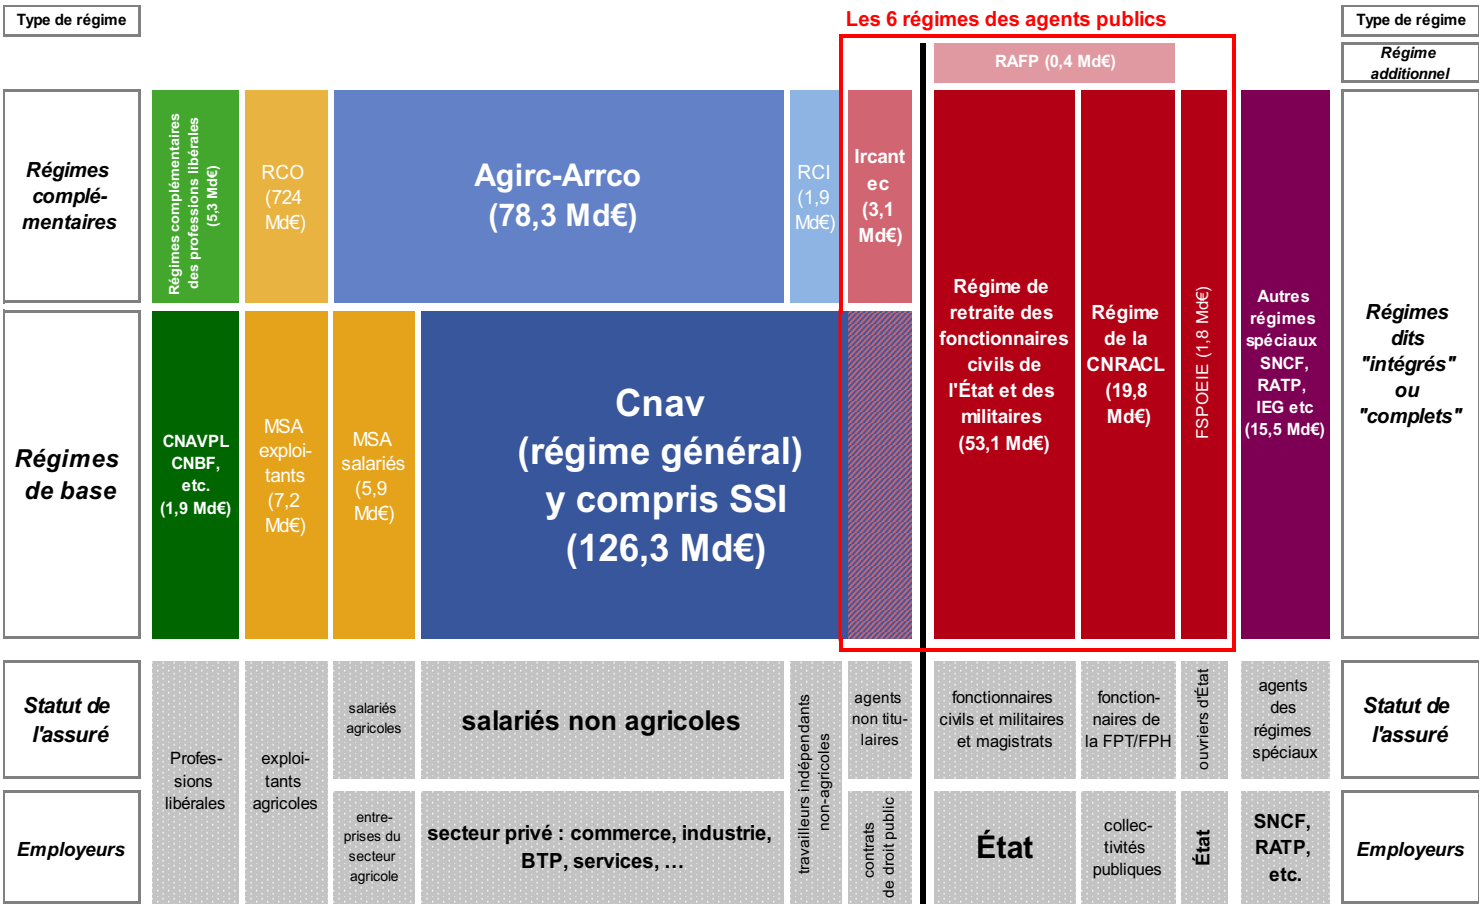 Type de régime
Les 6 régimes des agents publics
Type de régime
RAFP (0,4 Md€)
Régime
additionnel
Régimes
complé-
mentaires
Régimes complémentaires
des professions libérales
(5,3 Md€)
RCO
(724
Md€)
Agirc-Arrco
(78,3 Md€)
RCI
(1,9
Md€)
Ircant
ec
(3,1
Md€)
Régime de
retraite des
fonctionnaires
civils de
l'État et des
militaires
(53,1 Md€)
Régime
de la
CNRACL
(19,8
Md€)
FSPOEIE (1,8 Md€)
Autres
régimes
spéciaux
SNCF,
RATP,
IEG etc
(15,5 Md€)
Régimes
dits
"intégrés"
ou
"complets"
Régimes
de base
CNAVPL
CNBF,
etc.
(1,9 Md€)
MSA
exploi-
tants
(7,2
Md€)
MSA
salariés
(5,9
Md€)
Cnav
(régime général)
y compris SSI
(126,3 Md€)
Statut de
l'assuré
Profes-
sions
libérales
exploi-
tants
agricoles
salariés
agricoles
salariés non agricoles
travailleurs indépendants
non-agricoles
agents
non titu-
laires
fonctionnaires
civils et militaires
et magistrats
fonction-
naires de
la FPT/FPH
ouvriers d'État
agents
des
régimes
spéciaux
Statut de
l'assuré
Employeurs
entre-
prises du
secteur
agricole
secteur privé : commerce, industrie,
BTP, services, ...
contrats
de droit public
État
collec-
tivités
publiques
État
SNCF,
RATP,
etc.
Employeurs